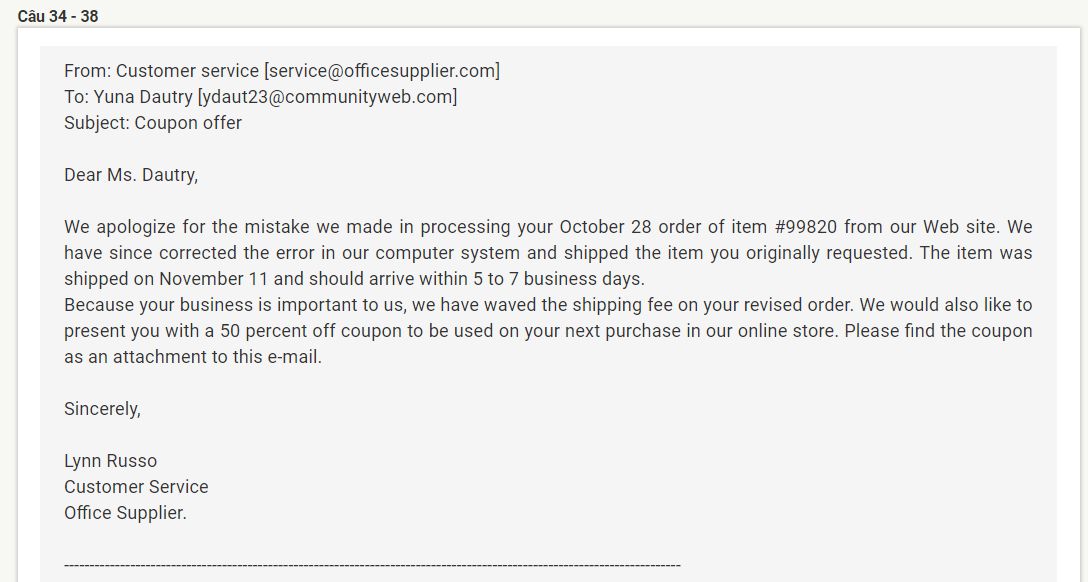 Câu 34 - 38
From: Customer service [service@officesupplier.com]
To: Yuna Dautry [ydaut23@communityweb.com]
Subject: Coupon offer
Dear Ms. Dautry,
We apologize for the mistake we made in processing your October 28 order of item #99820 from our Web site. We
have since corrected the error in our computer system and shipped the item you originally requested. The item was
shipped on November 11 and should arrive within 5 to 7 business days.
Because your business is important to us, we have waved the shipping fee on your revised order. We would also like to
present you with a 50 percent off coupon to be used on your next purchase in our online store. Please find the coupon
as an attachment to this e-mail.
Sincerely,
Lynn Russo
Customer Service
Office Supplier.